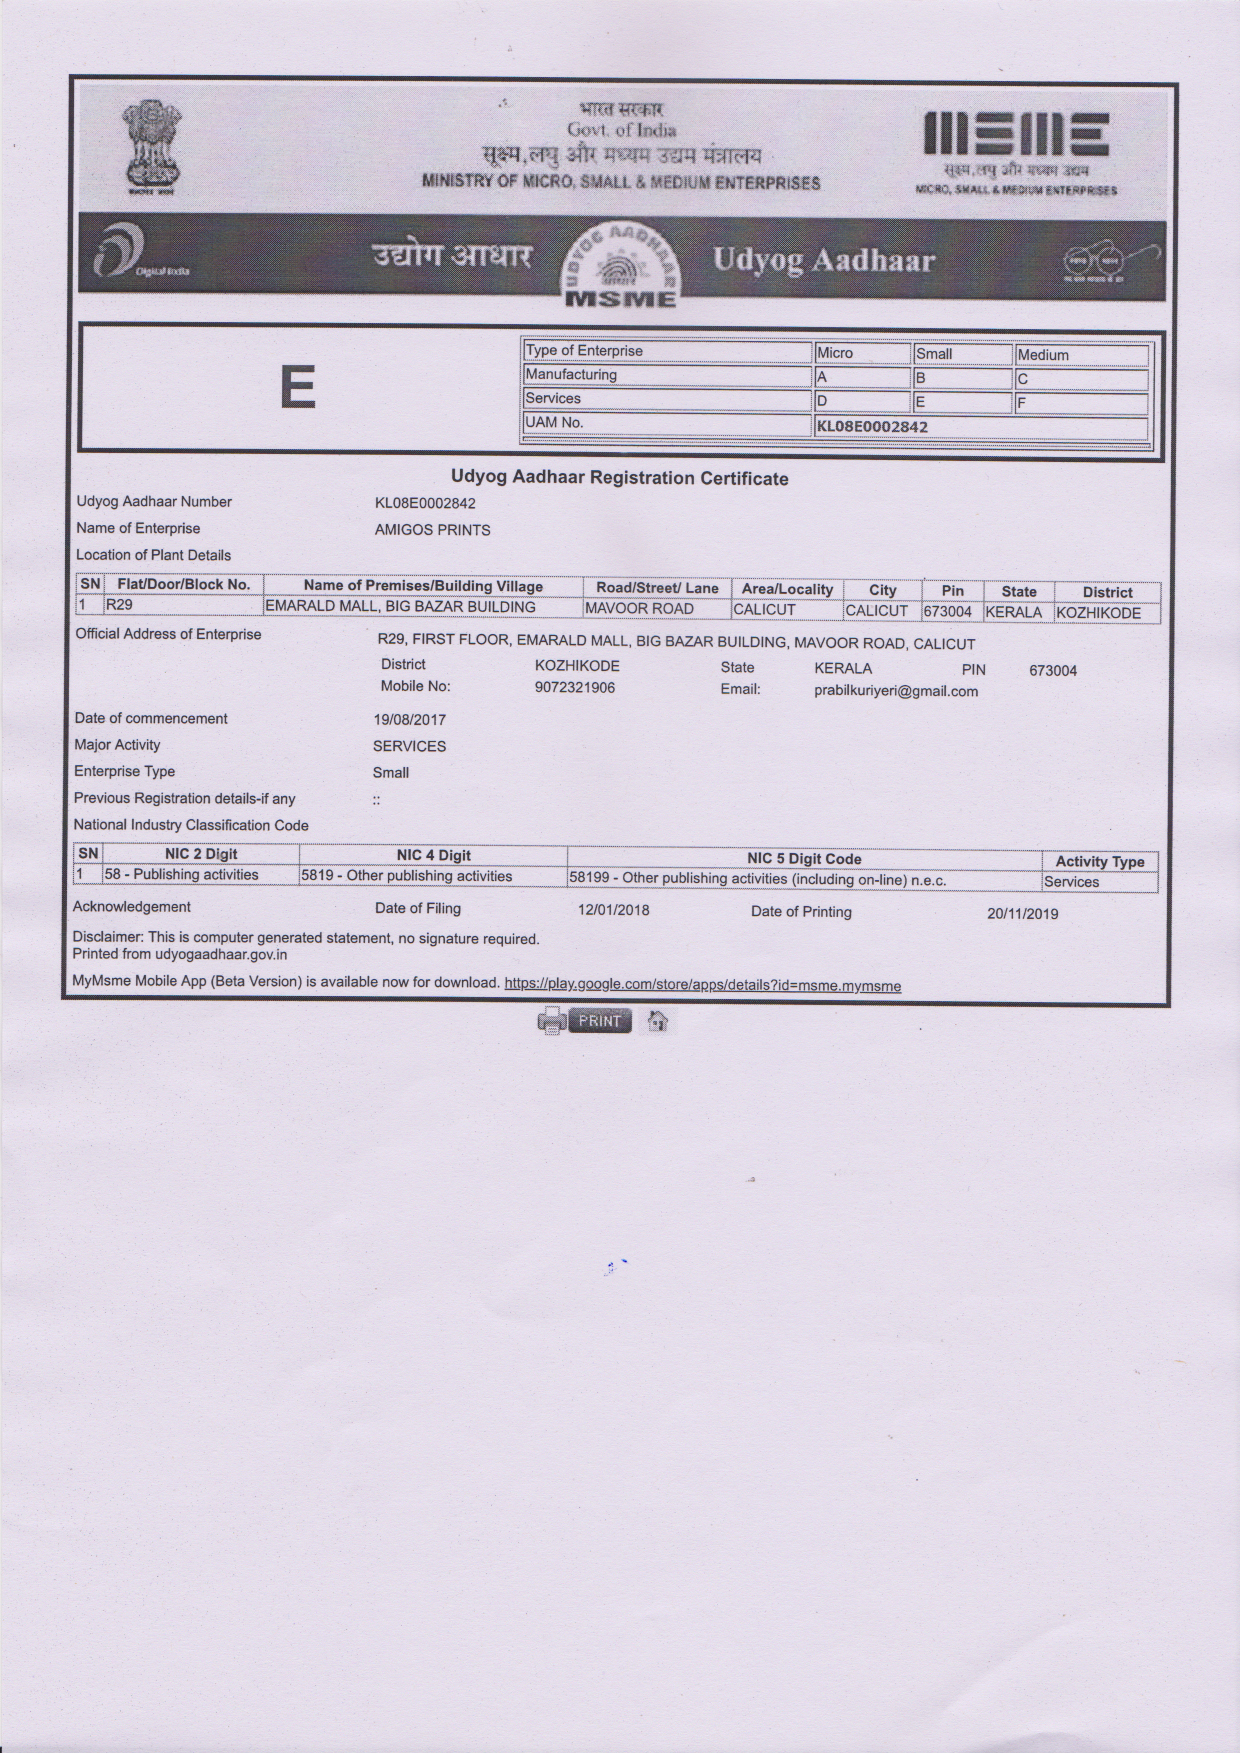 भारत सरकार
Govt. of India
सूक्ष्म,लघु और मध्यम उद्यम मंत्रालय
MINISTRY OF MICRO, SMALL & MEDIUM ENTERPRISES
MSME
सूक्ष्म,लघु और मध्यम उद्यम
MICRO, SMALL & MEDIUM ENTERPRISES
Digital India
उद्योग आधार
UDYOG AADHAAR
MSME
Udyog Aadhaar
E
Type of Enterprise Micro Small Medium
Manufacturing A B C
Services D E F
UAM No. KL08E0002842
Udyog Aadhaar Registration Certificate
Udyog Aadhaar Number KL08E0002842
Name of Enterprise AMIGOS PRINTS
Location of Plant Details
SN Flat/Door/Block No. Name of Premises/Building Village Road/Street/ Lane Area/Locality City Pin State District
1 R29 EMARALD MALL, BIG BAZAR BUILDING MAVOOR ROAD CALICUT CALICUT 673004 KERALA KOZHIKODE
Official Address of Enterprise R29, FIRST FLOOR, EMARALD MALL, BIG BAZAR BUILDING, MAVOOR ROAD, CALICUT
District KOZHIKODE State KERALA PIN 673004
Mobile No: 9072321906 Email: prabilkuriyeri@gmail.com
Date of commencement 19/08/2017
Major Activity SERVICES
Enterprise Type Small
Previous Registration details-if any ::
National Industry Classification Code
SN NIC 2 Digit NIC 4 Digit NIC 5 Digit Code Activity Type
1 58 - Publishing activities 5819 - Other publishing activities 58199 - Other publishing activities (including on-line) n.e.c. Services
Acknowledgement Date of Filing 12/01/2018 Date of Printing 20/11/2019
Disclaimer: This is computer generated statement, no signature required.
Printed from udyogaadhaar.gov.in
MyMsme Mobile App (Beta Version) is available now for download. https://play.google.com/store/apps/details?id=msme.mymsme
PRINT